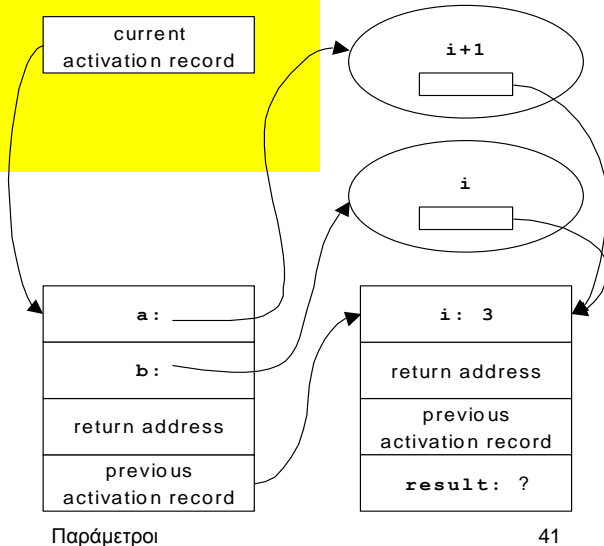 current
activation record
i+1
i
a:
b:
return address
previous
activation record
i: 3
return address
previous
activation record
result: ?
Παράμετροι
41